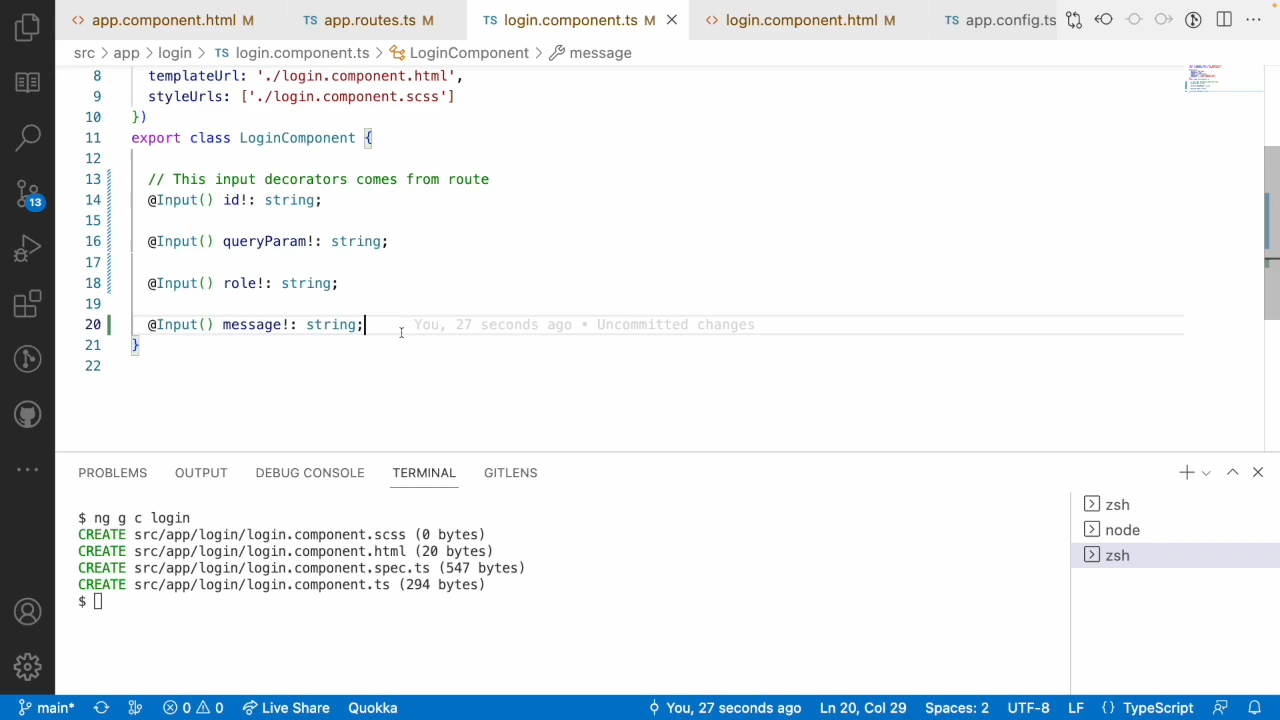 <> app.component.html M
TS app.routes.ts M
TS login.component.ts M
<> login.component.html M
TS app.config.ts
src > app > login > TS login.component.ts > LoginComponent > message
8 templateUrl: './login.component.html',
9 styleUrls: ['./login.component.scss']
10 })
11 export class LoginComponent {
12
13 // This input decorators comes from route
14 @Input() id!: string;
15
16 @Input() queryParam!: string;
17
18 @Input() role!: string;
19
20 @Input() message!: string; You, 27 seconds ago • Uncommitted changes
21 }
22
13
PROBLEMS OUTPUT DEBUG CONSOLE TERMINAL GITLENS
$ ng g c login
CREATE src/app/login/login.component.scss (0 bytes)
CREATE src/app/login/login.component.html (20 bytes)
CREATE src/app/login/login.component.spec.ts (547 bytes)
CREATE src/app/login/login.component.ts (294 bytes)
$
zsh
node
zsh
main* 0 0 Live Share Quokka You, 27 seconds ago Ln 20, Col 29 Spaces: 2 UTF-8 LF {} TypeScript